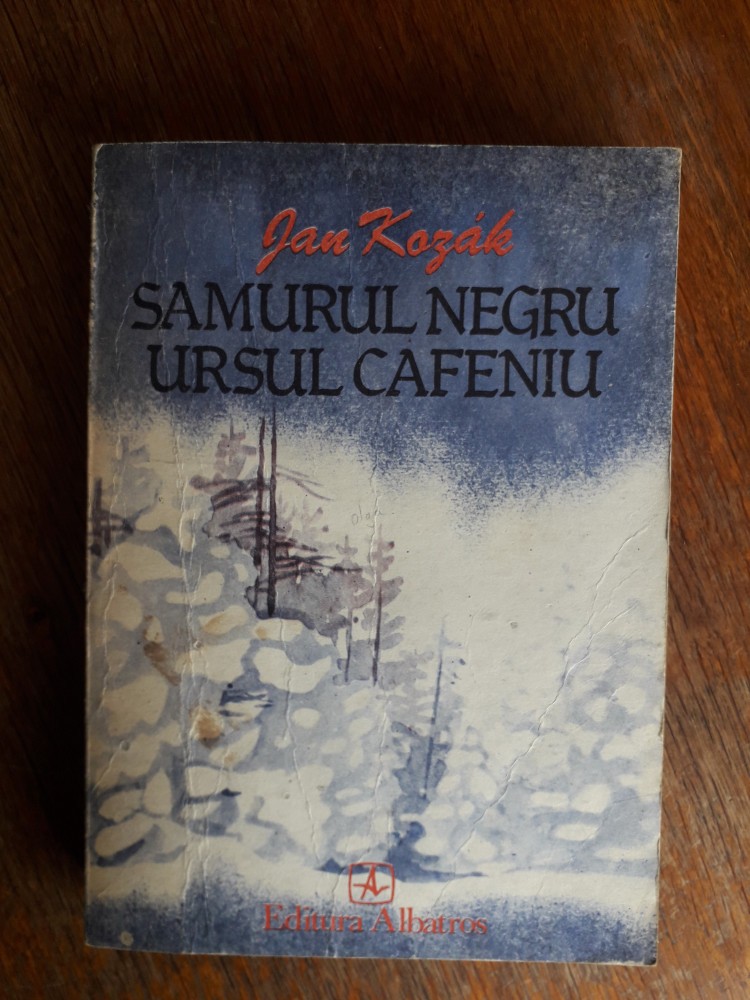 Jan Kozák
SAMURUL NEGRU
URSUL CAFENIU
Editura Albatros